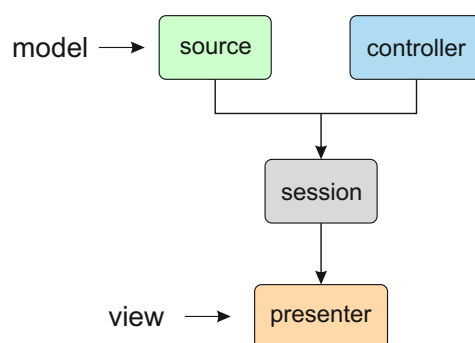 model
source
controller
session
view
presenter